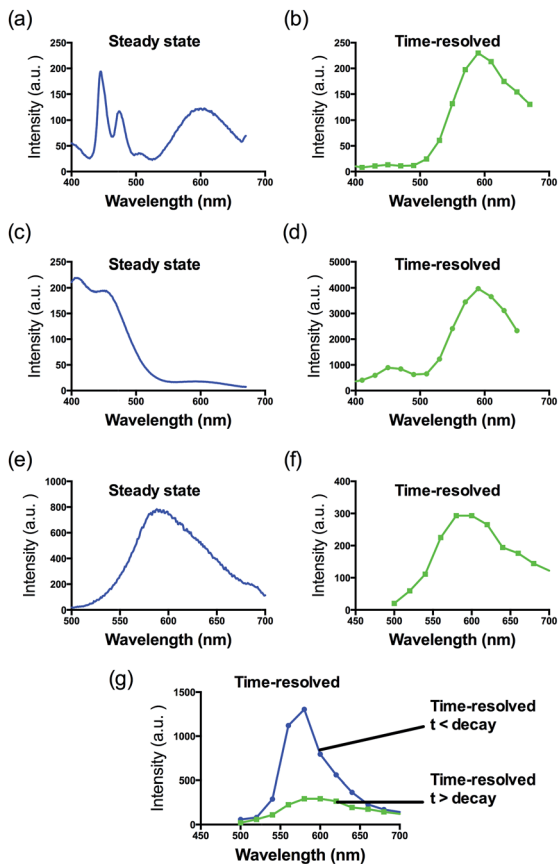 (a)
Steady state
Intensity (a.u. )
250
200
150
100
50
0
400
500
600
700
Wavelength (nm)
(b)
Time-resolved
Intensity (a.u. )
250
200
150
100
50
0
400
500
600
700
Wavelength (nm)
(c)
Steady state
Intensity (a.u. )
250
200
150
100
50
0
400
500
600
700
Wavelength (nm)
(d)
Time-resolved
Intensity (a.u. )
5000
4000
3000
2000
1000
0
400
500
600
700
Wavelength (nm)
(e)
Steady state
Intensity (a.u. )
1000
800
600
400
200
0
500
550
600
650
700
Wavelength (nm)
(f)
Time-resolved
Intensity (a.u. )
400
300
200
100
0
450
500
550
600
650
700
Wavelength (nm)
(g)
Time-resolved
Intensity (a.u. )
1500
1000
500
0
450
500
550
600
650
700
Wavelength (nm)
Time-resolved
t < decay
Time-resolved
t > decay